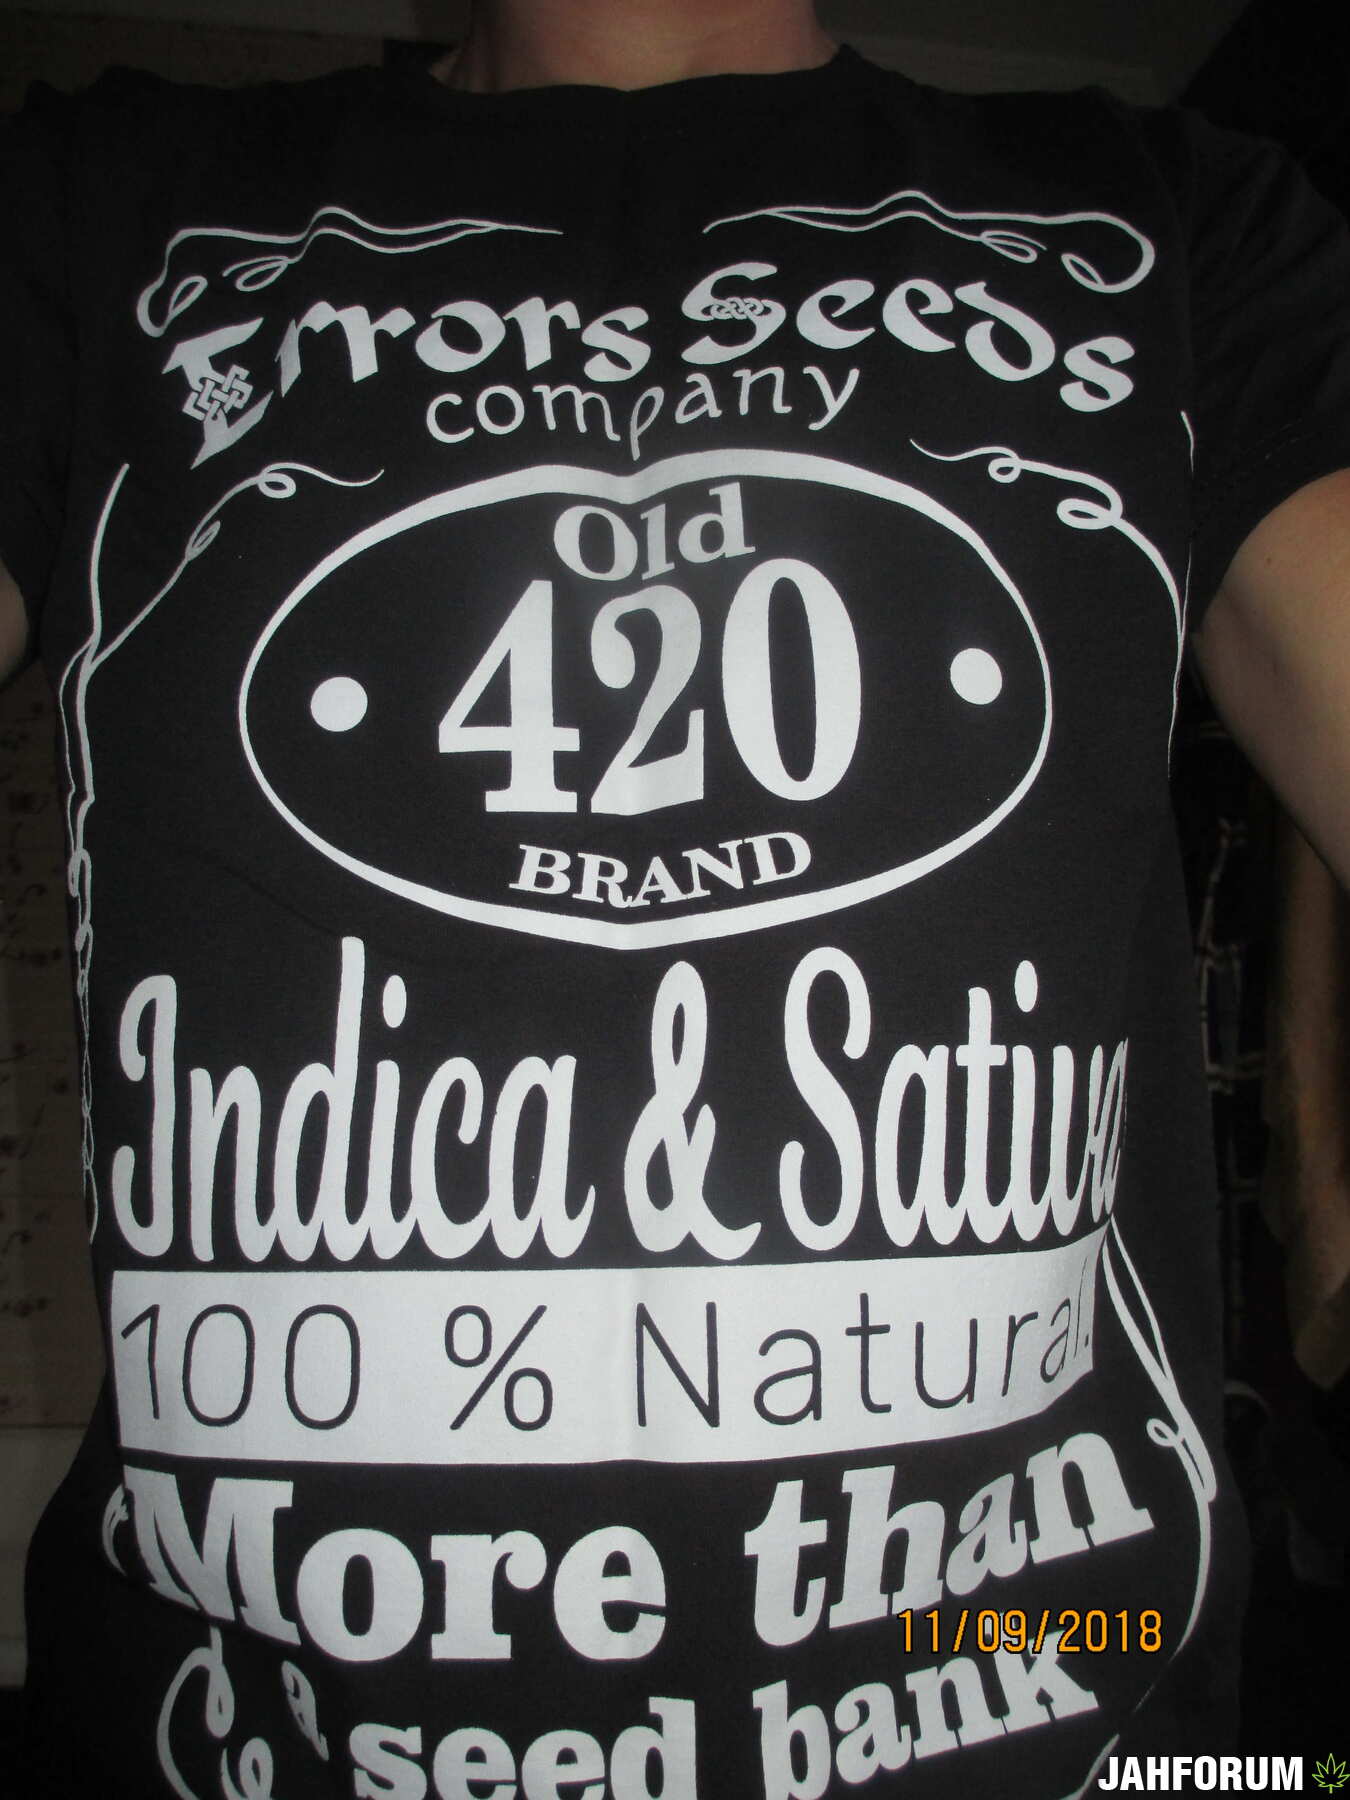 Errors Seeds
company
Old
420
BRAND
Indica & Sativa
100 % Natural.
More than
a seed bank
11/09/2018
JAHFORUM